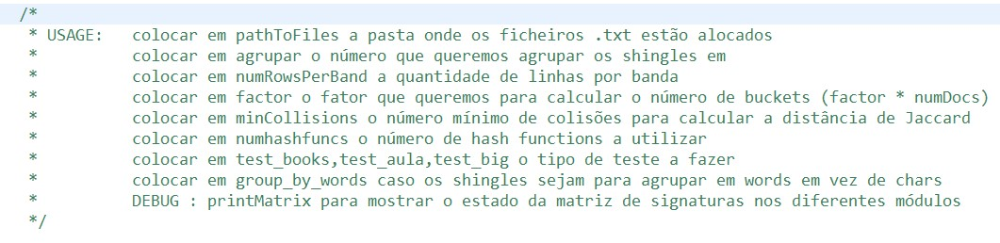 /*
* USAGE: colocar em pathToFiles a pasta onde os ficheiros .txt estão alocados
* colocar em agrupar o número que queremos agrupar os shingles em
* colocar em numRowsPerBand a quantidade de linhas por banda
* colocar em factor o fator que queremos para calcular o número de buckets (factor * numDocs)
* colocar em minCollisions o número mínimo de colisões para calcular a distância de Jaccard
* colocar em numhashfuncs o número de hash functions a utilizar
* colocar em test_books,test_aula,test_big o tipo de teste a fazer
* colocar em group_by_words caso os shingles sejam para agrupar em words em vez de chars
* DEBUG : printMatrix para mostrar o estado da matriz de signaturas nos diferentes módulos
*/